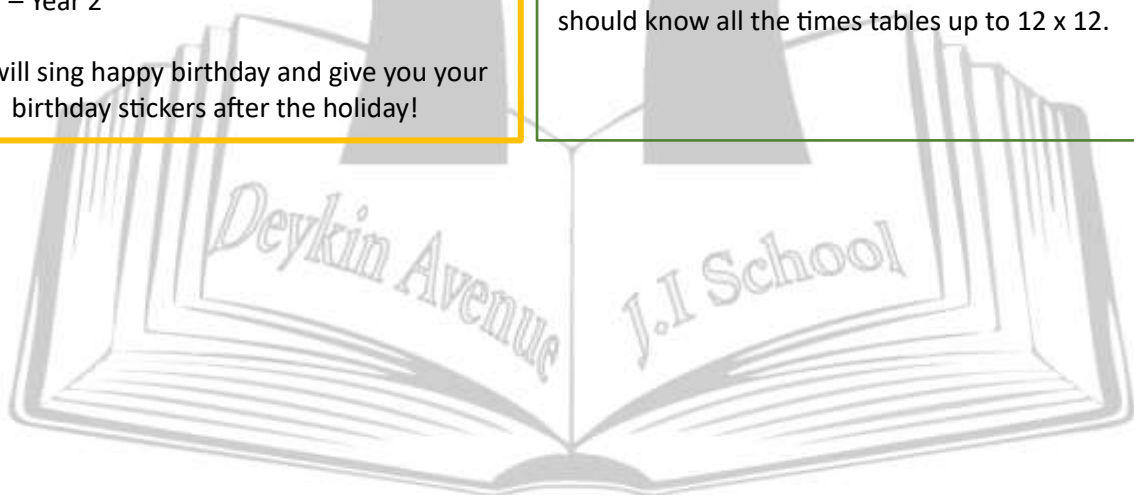 – Year 2
will sing happy birthday and give you your
birthday stickers after the holiday!
should know all the times tables up to 12 x 12.
Deykin Avenue
J.I School